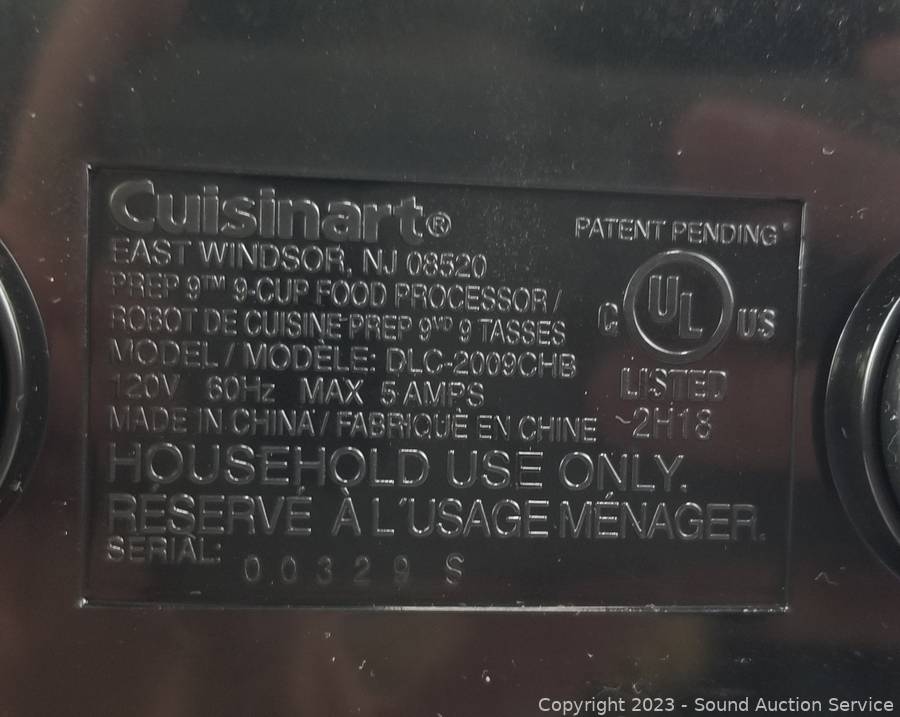 Cuisinart®
EAST WINDSOR, NJ 08520
PREP 9™ 9-CUP FOOD PROCESSOR /
ROBOT DE CUISINE PREP 9ᴹᴰ 9 TASSES
MODEL / MODÈLE: DLC-2009CHB
120V 60Hz MAX 5 AMPS
MADE IN CHINA / FABRIQUÉ EN CHINE
HOUSEHOLD USE ONLY.
RÉSERVÉ À L'USAGE MÉNAGER.
SERIAL: 00329 S
PATENT PENDING
C UL US
LISTED
~2H18
Copyright 2023 - Sound Auction Service